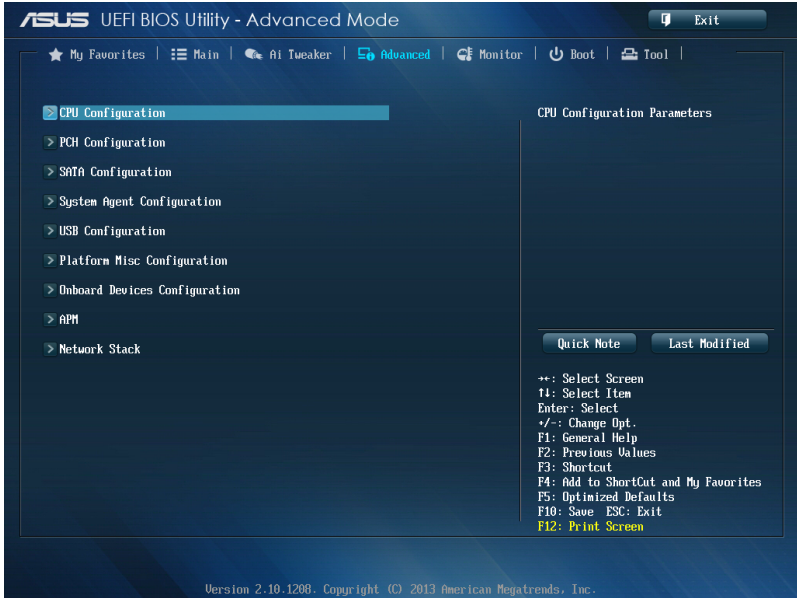 ASUS UEFI BIOS Utility - Advanced Mode
Exit
My Favorites | Main | Ai Tweaker | Advanced | Monitor | Boot | Tool |
> CPU Configuration
CPU Configuration Parameters
> PCH Configuration
> SATA Configuration
> System Agent Configuration
> USB Configuration
> Platform Misc Configuration
> Onboard Devices Configuration
> APM
> Network Stack
Quick Note
Last Modified
→←: Select Screen
↑↓: Select Item
Enter: Select
+/-: Change Opt.
F1: General Help
F2: Previous Values
F3: Shortcut
F4: Add to ShortCut and My Favorites
F5: Optimized Defaults
F10: Save ESC: Exit
F12: Print Screen
Version 2.10.1208. Copyright (C) 2013 American Megatrends, Inc.